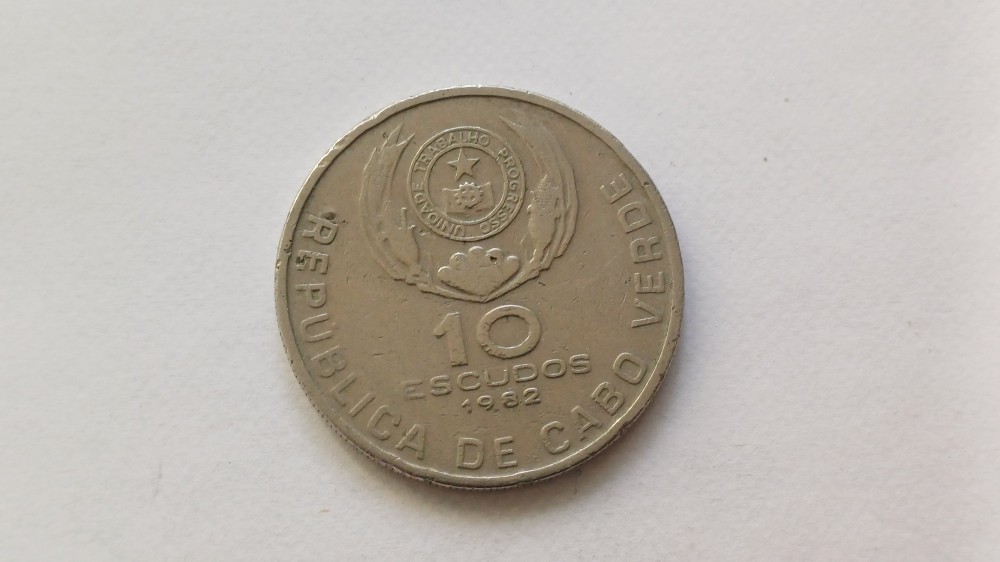 UNIDADE TRABALHO PROGRESSO
10
ESCUDOS
1982
REPUBLICA DE CABO VERDE